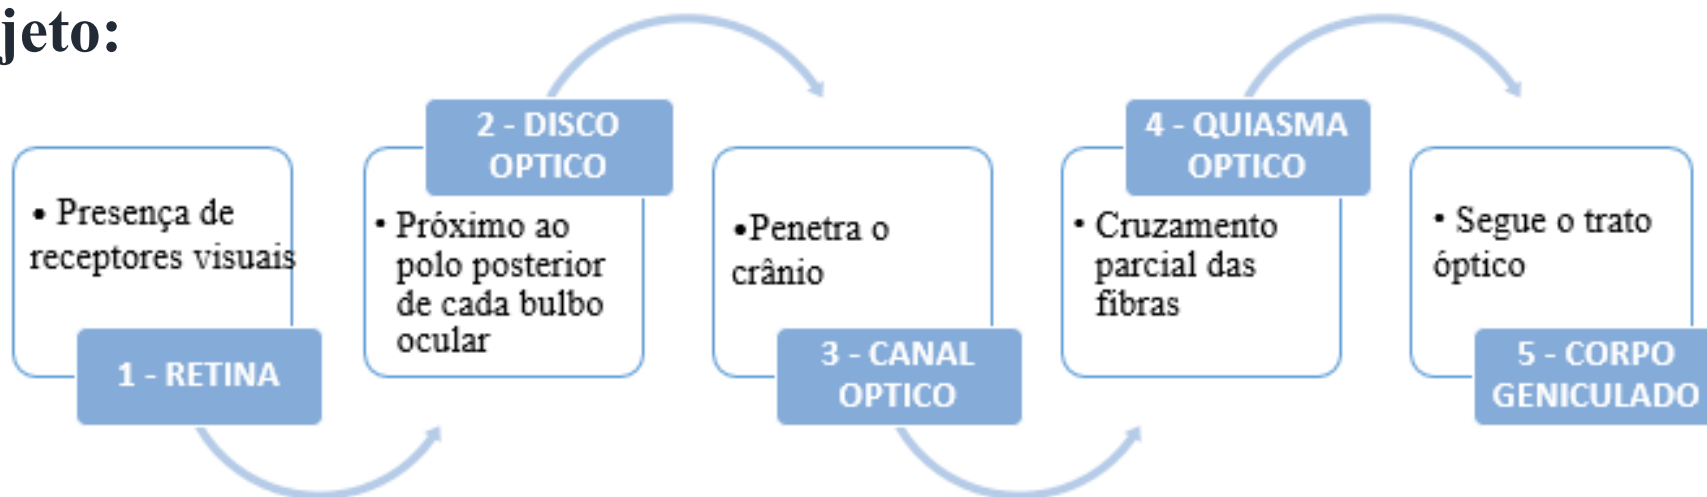 jeto:
• Presença de
receptores visuais
1 - RETINA
2 - DISCO
OPTICO
• Próximo ao
polo posterior
de cada bulbo
ocular
•Penetra o
crânio
3 - CANAL
OPTICO
4 - QUIASMA
OPTICO
• Cruzamento
parcial das
fibras
• Segue o trato
óptico
5 - CORPO
GENICULADO